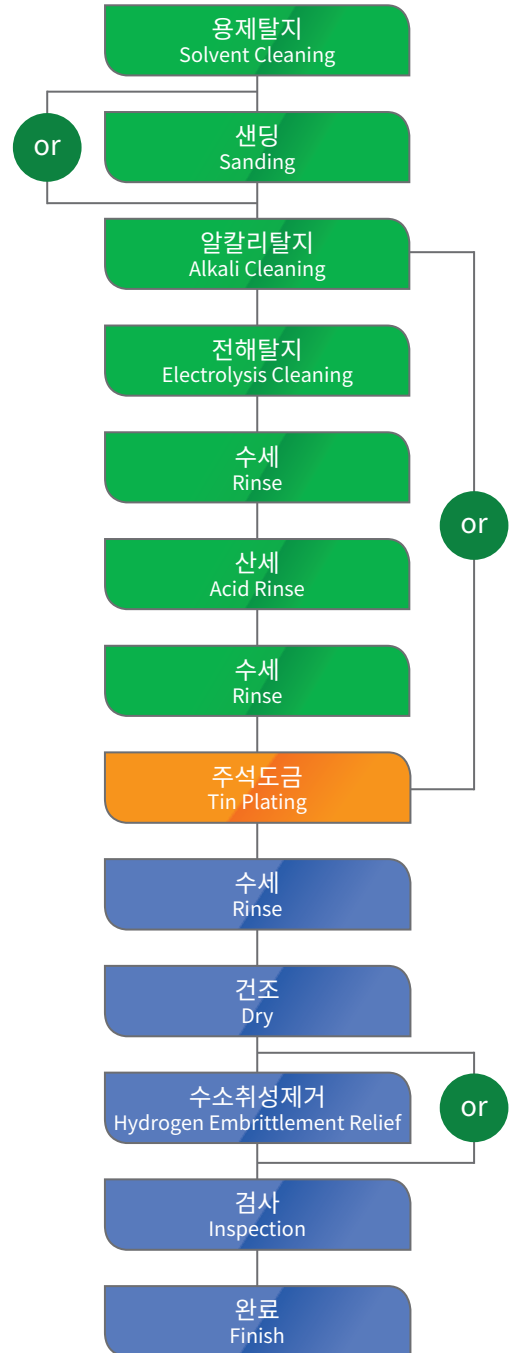 용제탈지
Solvent Cleaning
or
샌딩
Sanding
알칼리탈지
Alkali Cleaning
전해탈지
Electrolysis Cleaning
수세
Rinse
or
산세
Acid Rinse
수세
Rinse
주석도금
Tin Plating
수세
Rinse
건조
Dry
수소취성제거
Hydrogen Embrittlement Relief
or
검사
Inspection
완료
Finish